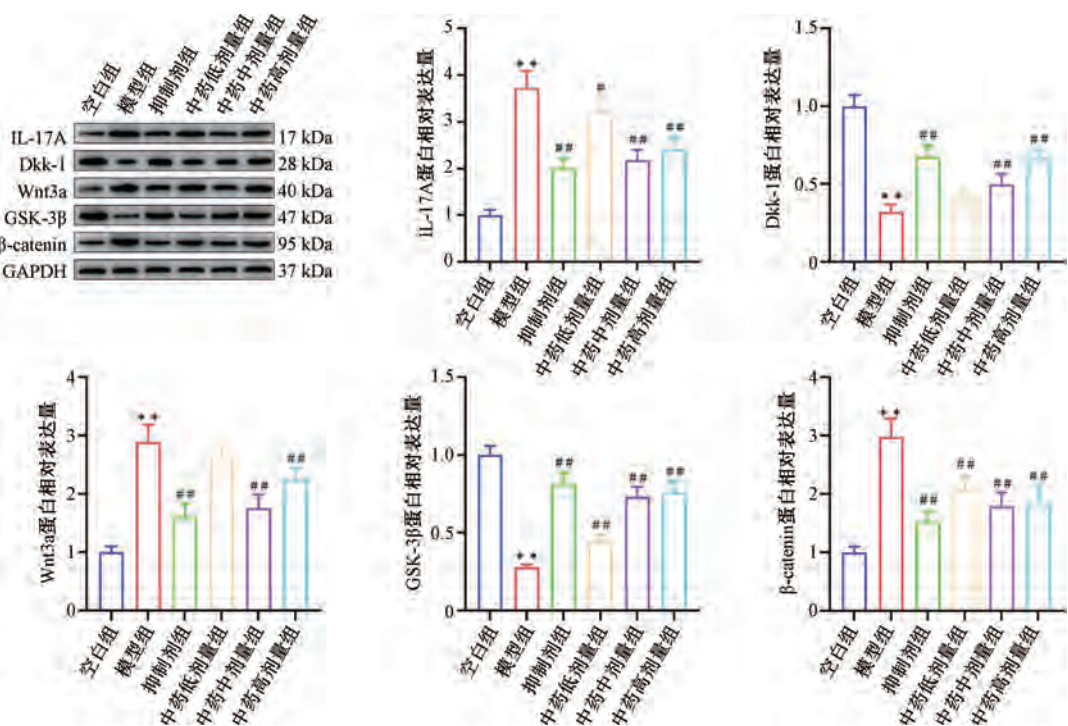 空白组 模型组 抑制剂组 中药低剂量组 中药中剂量组 中药高剂量组
IL-17A 17 kDa
Dkk-1 28 kDa
Wnt3a 40 kDa
GSK-3β 47 kDa
β-catenin 95 kDa
GAPDH 37 kDa
IL-17A蛋白相对表达量
5
4
3
2
1
0
**
##
#
##
##
空白组 模型组 抑制剂组 中药低剂量组 中药中剂量组 中药高剂量组
Dkk-1蛋白相对表达量
1.5
1.0
0.5
0
**
##
##
##
空白组 模型组 抑制剂组 中药低剂量组 中药中剂量组 中药高剂量组
Wnt3a蛋白相对表达量
4
3
2
1
0
**
##
##
##
空白组 模型组 抑制剂组 中药低剂量组 中药中剂量组 中药高剂量组
GSK-3β蛋白相对表达量
1.5
1.0
0.5
0
**
##
##
##
##
空白组 模型组 抑制剂组 中药低剂量组 中药中剂量组 中药高剂量组
β-catenin蛋白相对表达量
4
3
2
1
0
**
##
##
##
##
空白组 模型组 抑制剂组 中药低剂量组 中药中剂量组 中药高剂量组